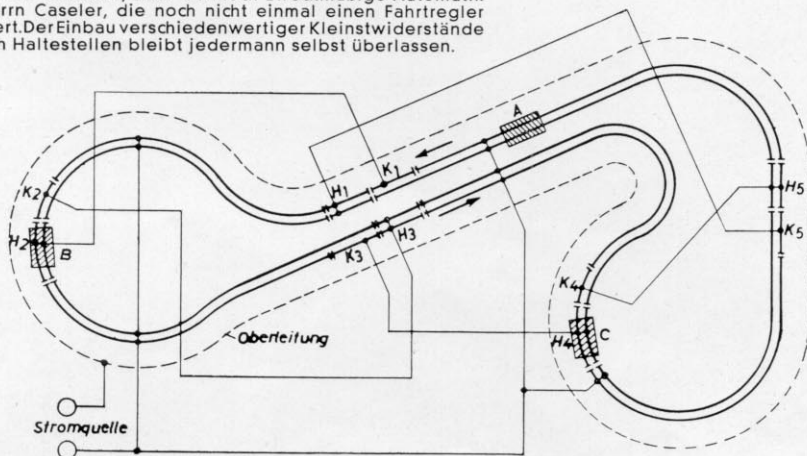 errn Caseler, die noch nicht einmal einen Fahrtregler
ert. Der Einbau verschiedenwertiger Kleinstwiderstände
n Haltestellen bleibt jedermann selbst überlassen.
A
H1
K1
K2
H2
B
H3
K3
H5
K5
K4
H4
C
Oberleitung
Stromquelle